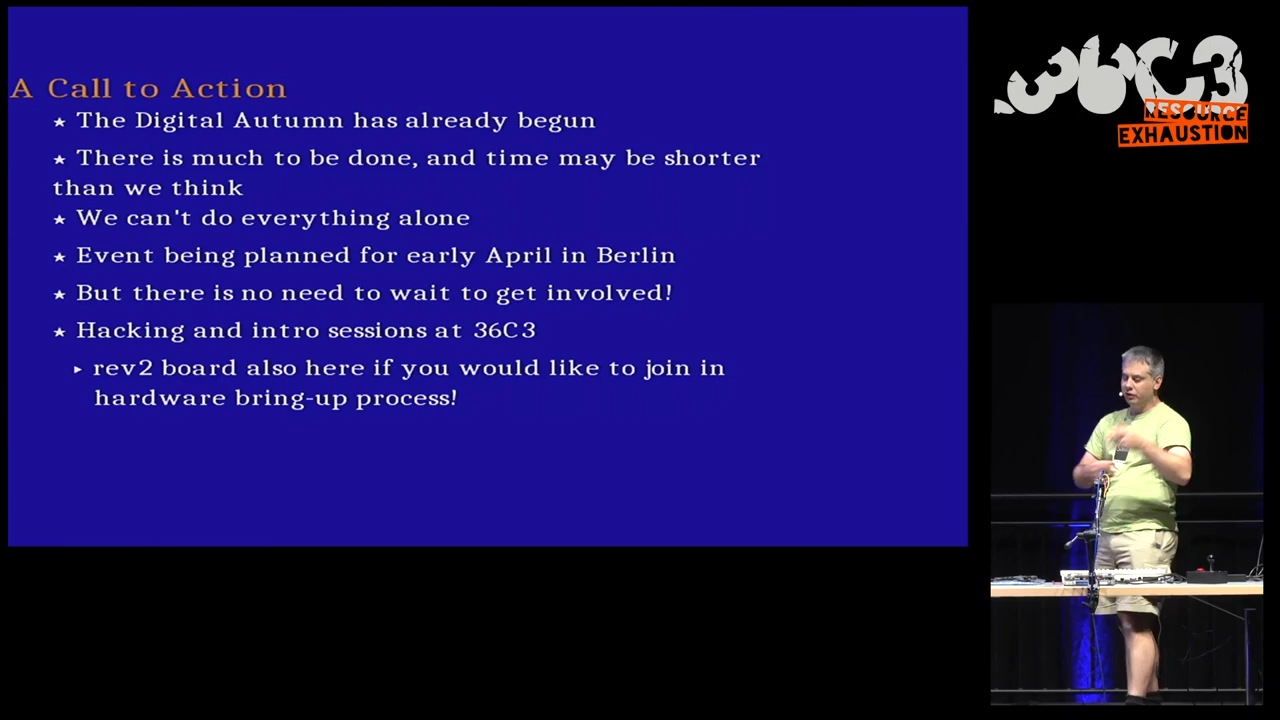 A Call to Action
★ The Digital Autumn has already begun
★ There is much to be done, and time may be shorter
than we think
★ We can't do everything alone
★ Event being planned for early April in Berlin
★ But there is no need to wait to get involved!
★ Hacking and intro sessions at 36C3
▸ rev2 board also here if you would like to join in
hardware bring-up process!
36C3
RESOURCE
EXHAUSTION